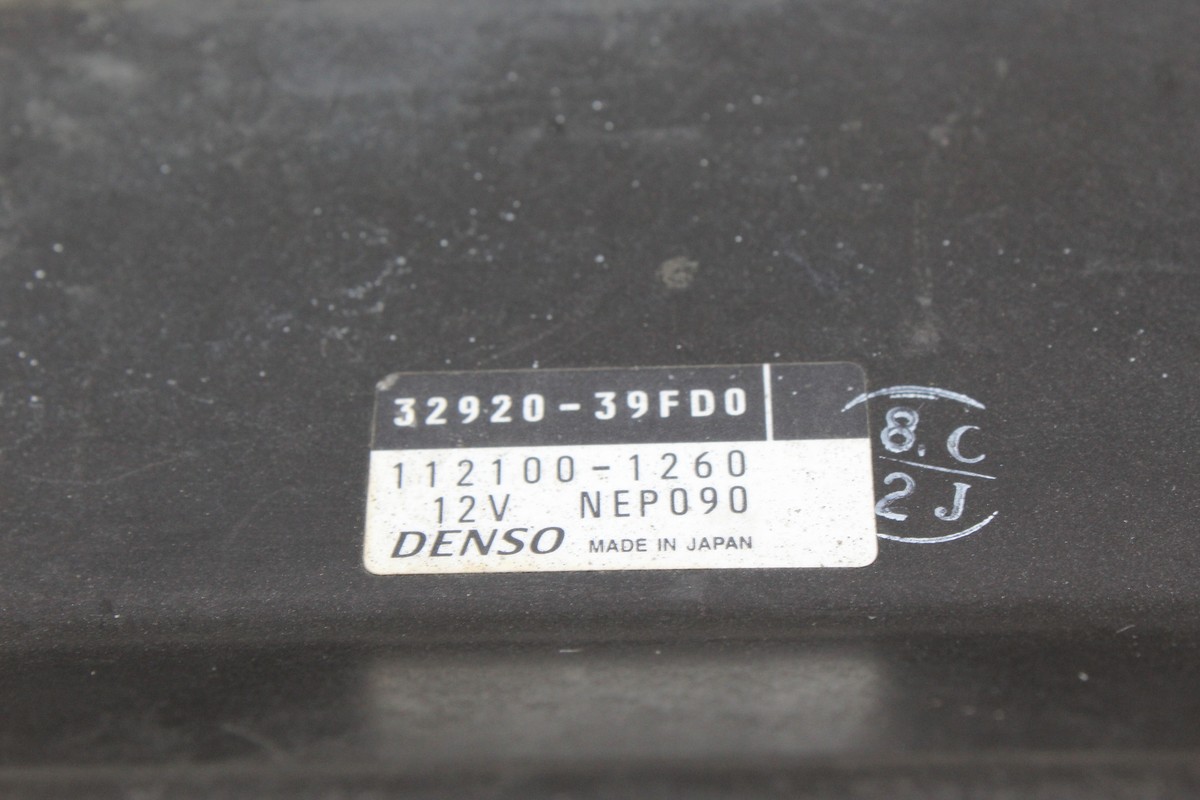 32920-39FD0
112100-1260
12V NEP090
DENSO MADE IN JAPAN
8.C
2J